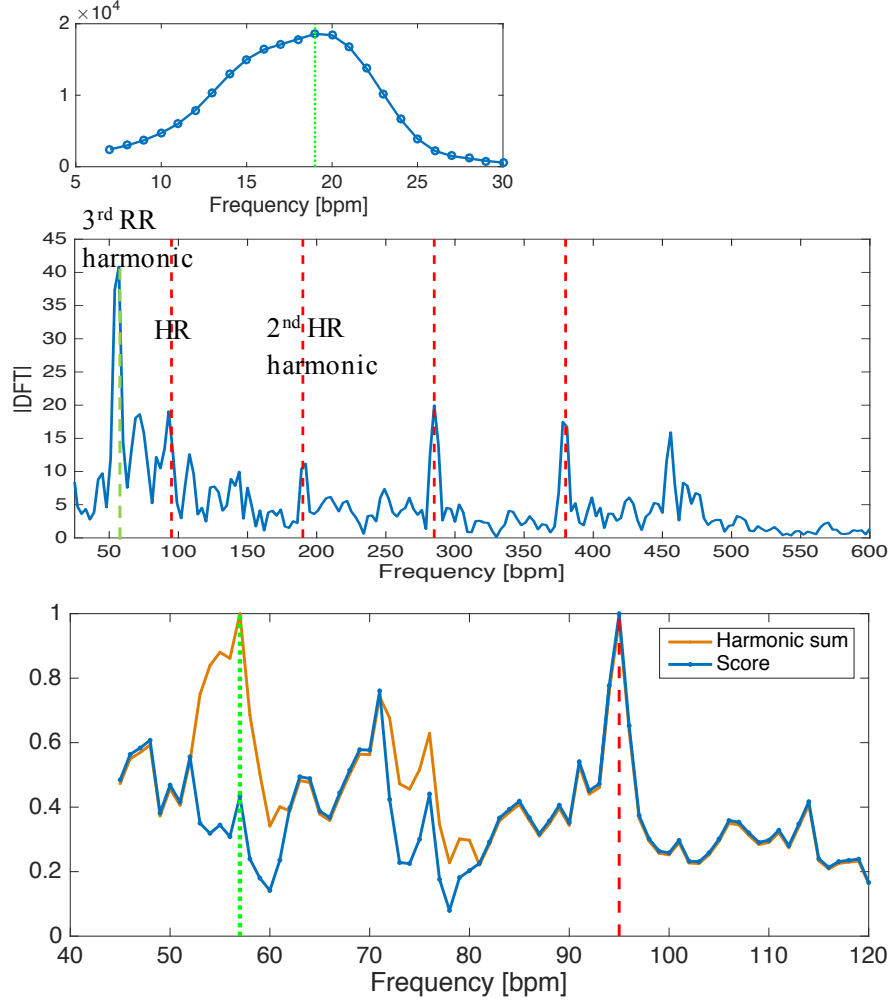 ×10⁴
2
1
0
5 10 15 20 25 30
Frequency [bpm]
3rd RR
harmonic
HR
2nd HR
harmonic
|DFT|
45
40
35
30
25
20
15
10
5
0
50 100 150 200 250 300 350 400 450 500 550 600
Frequency [bpm]
1
0.8
0.6
0.4
0.2
0
Harmonic sum
Score
40 50 60 70 80 90 100 110 120
Frequency [bpm]